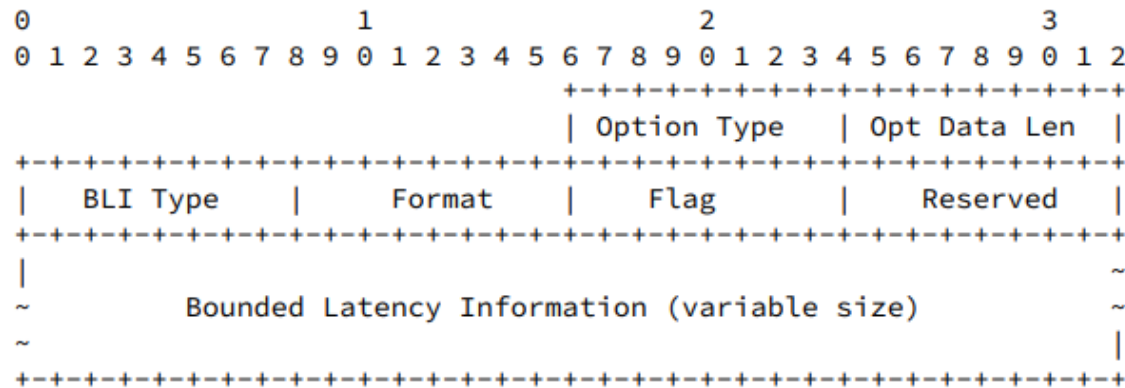 0                   1                   2                   3
0 1 2 3 4 5 6 7 8 9 0 1 2 3 4 5 6 7 8 9 0 1 2 3 4 5 6 7 8 9 0 1 2
                                +-+-+-+-+-+-+-+-+-+-+-+-+-+-+-+-+
                                | Option Type   | Opt Data Len  |
+-+-+-+-+-+-+-+-+-+-+-+-+-+-+-+-+-+-+-+-+-+-+-+-+-+-+-+-+-+-+-+-+
|   BLI Type    |     Format    |    Flag       |    Reserved   |
+-+-+-+-+-+-+-+-+-+-+-+-+-+-+-+-+-+-+-+-+-+-+-+-+-+-+-+-+-+-+-+-+
|                                                               ~
~         Bounded Latency Information (variable size)           ~
~                                                               |
+-+-+-+-+-+-+-+-+-+-+-+-+-+-+-+-+-+-+-+-+-+-+-+-+-+-+-+-+-+-+-+-+